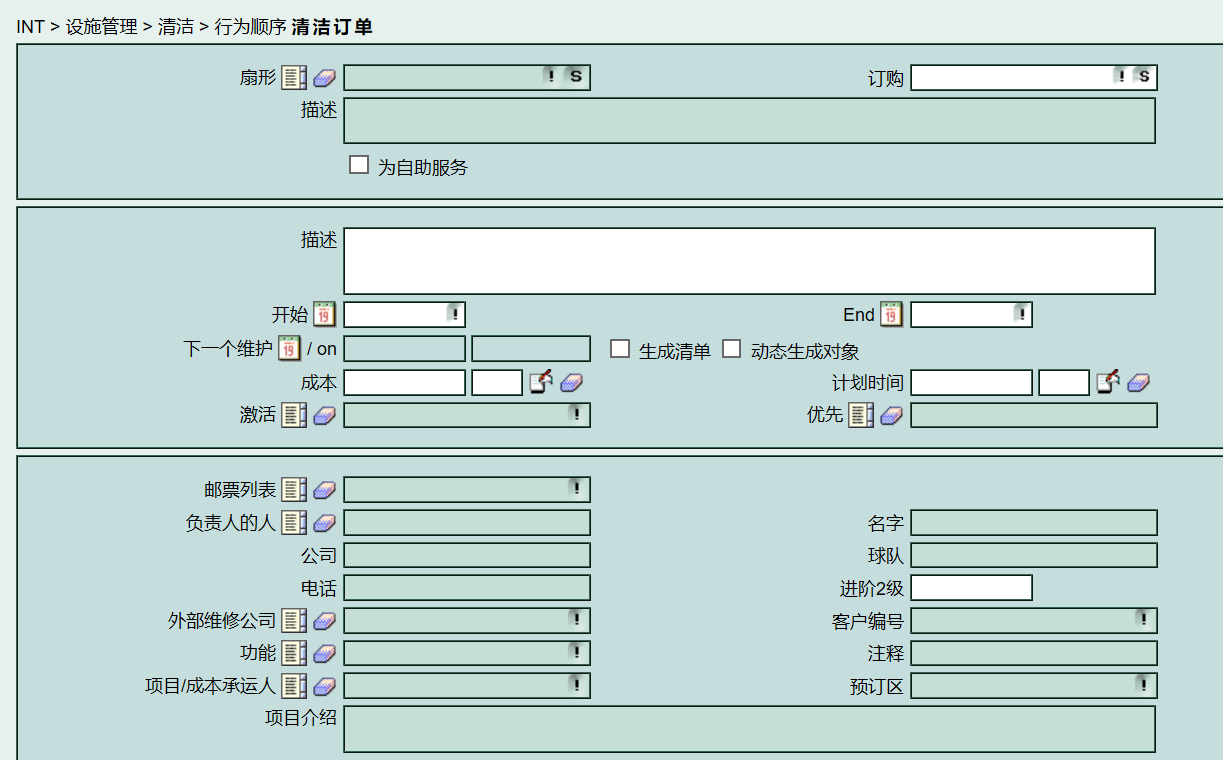 INT > 设施管理 > 清洁 > 行为顺序 清洁订单
扇形 ! S 订购 ! S
描述
为自助服务
描述
开始 19 ! End 19 !
下一个维护 19 / on 生成清单 动态生成对象
成本 计划时间
激活 ! 优先
邮票列表 !
负责人的人 名字
公司 球队
电话 进阶2级
外部维修公司 ! 客户编号 !
功能 ! 注释
项目/成本承运人 ! 预订区 !
项目介绍